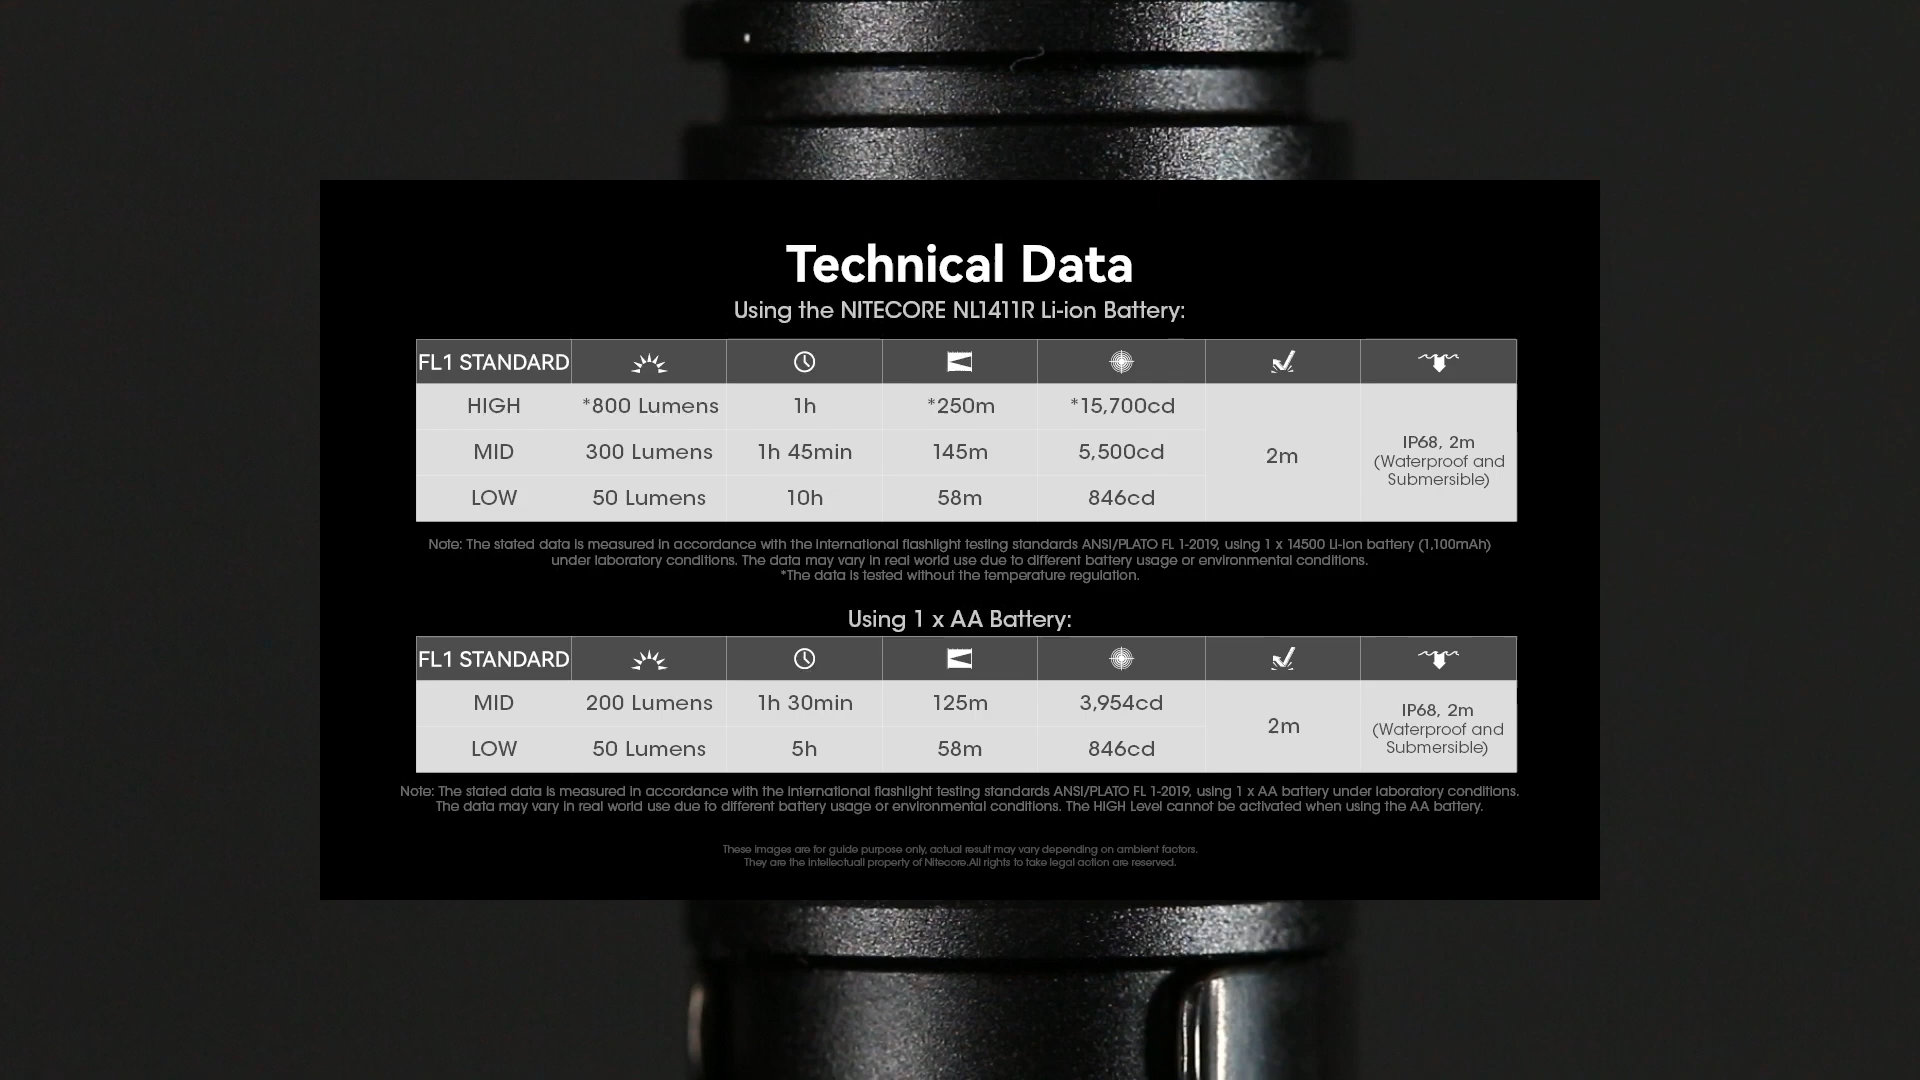 Technical Data
Using the NITECORE NL1411R Li-ion Battery:
FL1 STANDARD
HIGH *800 Lumens 1h *250m *15,700cd
MID 300 Lumens 1h 45min 145m 5,500cd
LOW 50 Lumens 10h 58m 846cd
2m
IP68, 2m
(Waterproof and
Submersible)
Note: The stated data is measured in accordance with the international flashlight testing standards ANSI/PLATO FL 1-2019, using 1 x 14500 Li-ion battery (1,100mAh)
under laboratory conditions. The data may vary in real world use due to different battery usage or environmental conditions.
*The data is tested without the temperature regulation.
Using 1 x AA Battery:
FL1 STANDARD
MID 200 Lumens 1h 30min 125m 3,954cd
LOW 50 Lumens 5h 58m 846cd
2m
IP68, 2m
(Waterproof and
Submersible)
Note: The stated data is measured in accordance with the international flashlight testing standards ANSI/PLATO FL 1-2019, using 1 x AA battery under laboratory conditions.
The data may vary in real world use due to different battery usage or environmental conditions. The HIGH Level cannot be activated when using the AA battery.
These images are for guide purpose only, actual result may vary depending on ambient factors.
They are the intellectuall property of Nitecore.All rights to take legal action are reserved.